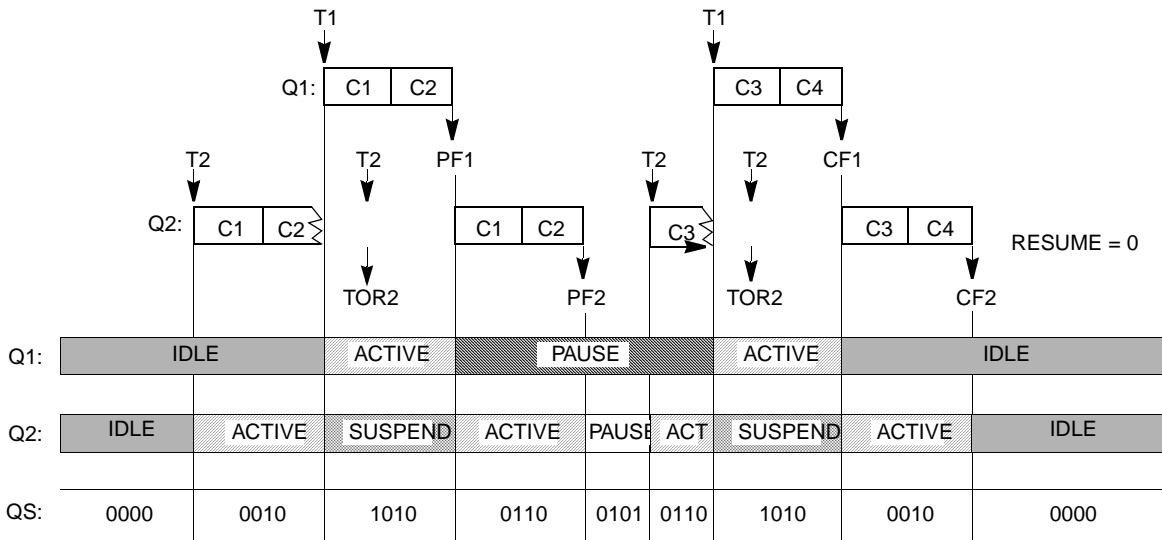 T1 T1
Q1: C1 C2 C3 C4
T2 T2 PF1 T2 T2 CF1
Q2: C1 C2 C1 C2 C3 C3 C4
RESUME = 0
TOR2 PF2 TOR2 CF2
Q1: IDLE ACTIVE PAUSE ACTIVE IDLE
Q2: IDLE ACTIVE SUSPEND ACTIVE PAUSE ACT SUSPEND ACTIVE IDLE
QS: 0000 0010 1010 0110 0101 0110 1010 0010 0000